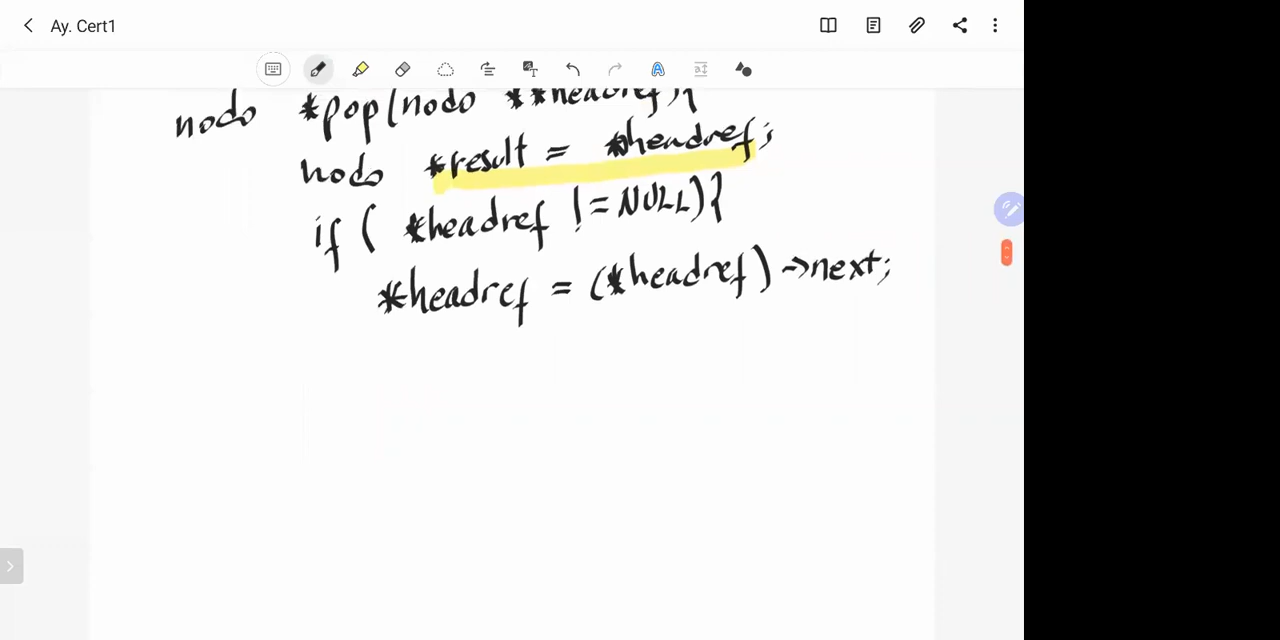 Ay. Cert1
nodo *pop(nodo **headref){
nodo *result = *headref;
if ( *headref != NULL){
*headref = (*headref)->next;